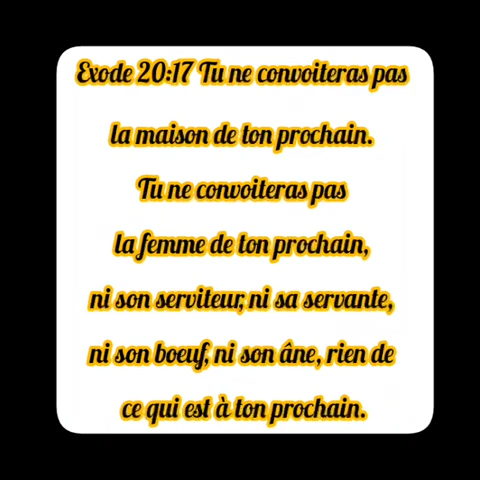 Exode 20:17 Tu ne convoiteras pas
la maison de ton prochain.
Tu ne convoiteras pas
la femme de ton prochain,
ni son serviteur, ni sa servante,
ni son boeuf, ni son âne, rien de
ce qui est à ton prochain.